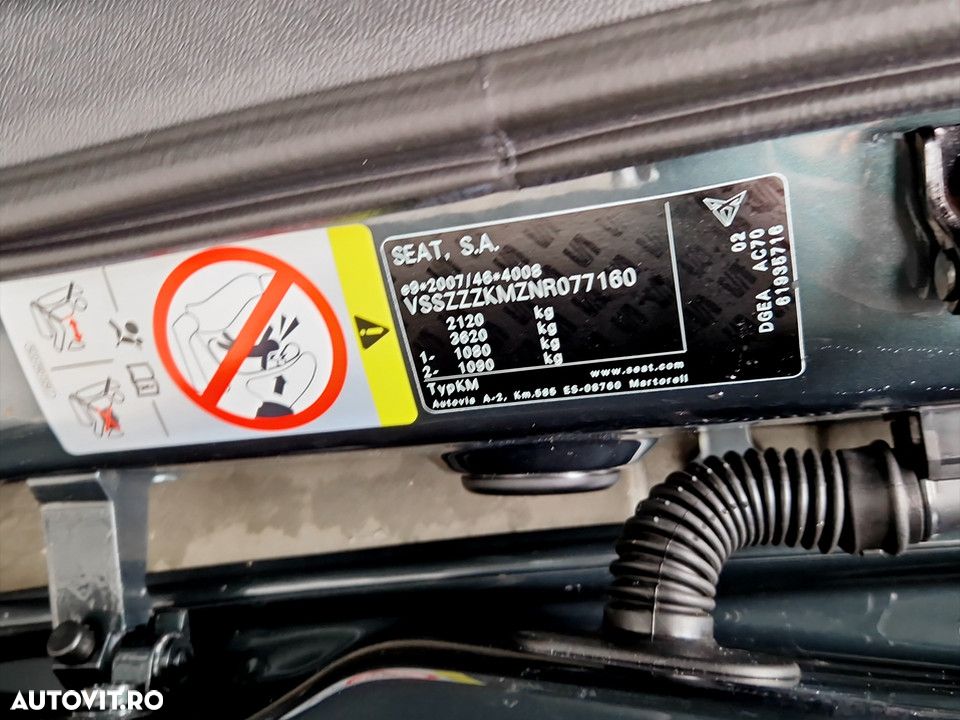 SEAT, S.A.
e9*2007/46*4008
VSSZZZKMZNR077160
2120 kg
3620 kg
1- 1080 kg
2- 1090 kg
TypKM
www.seat.com
Autovia A-2, Km.585 ES-08760 Martorell
02
DGEA AC70
61935716
AUTOVIT.RO